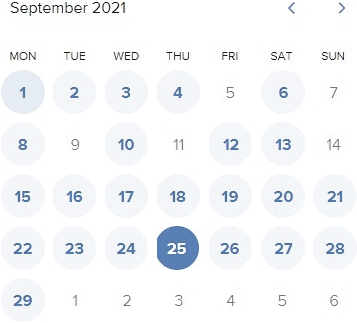 September 2021
MON TUE WED THU FRI SAT SUN
1 2 3 4 5 6 7
8 9 10 11 12 13 14
15 16 17 18 19 20 21
22 23 24 25 26 27 28
29 1 2 3 4 5 6